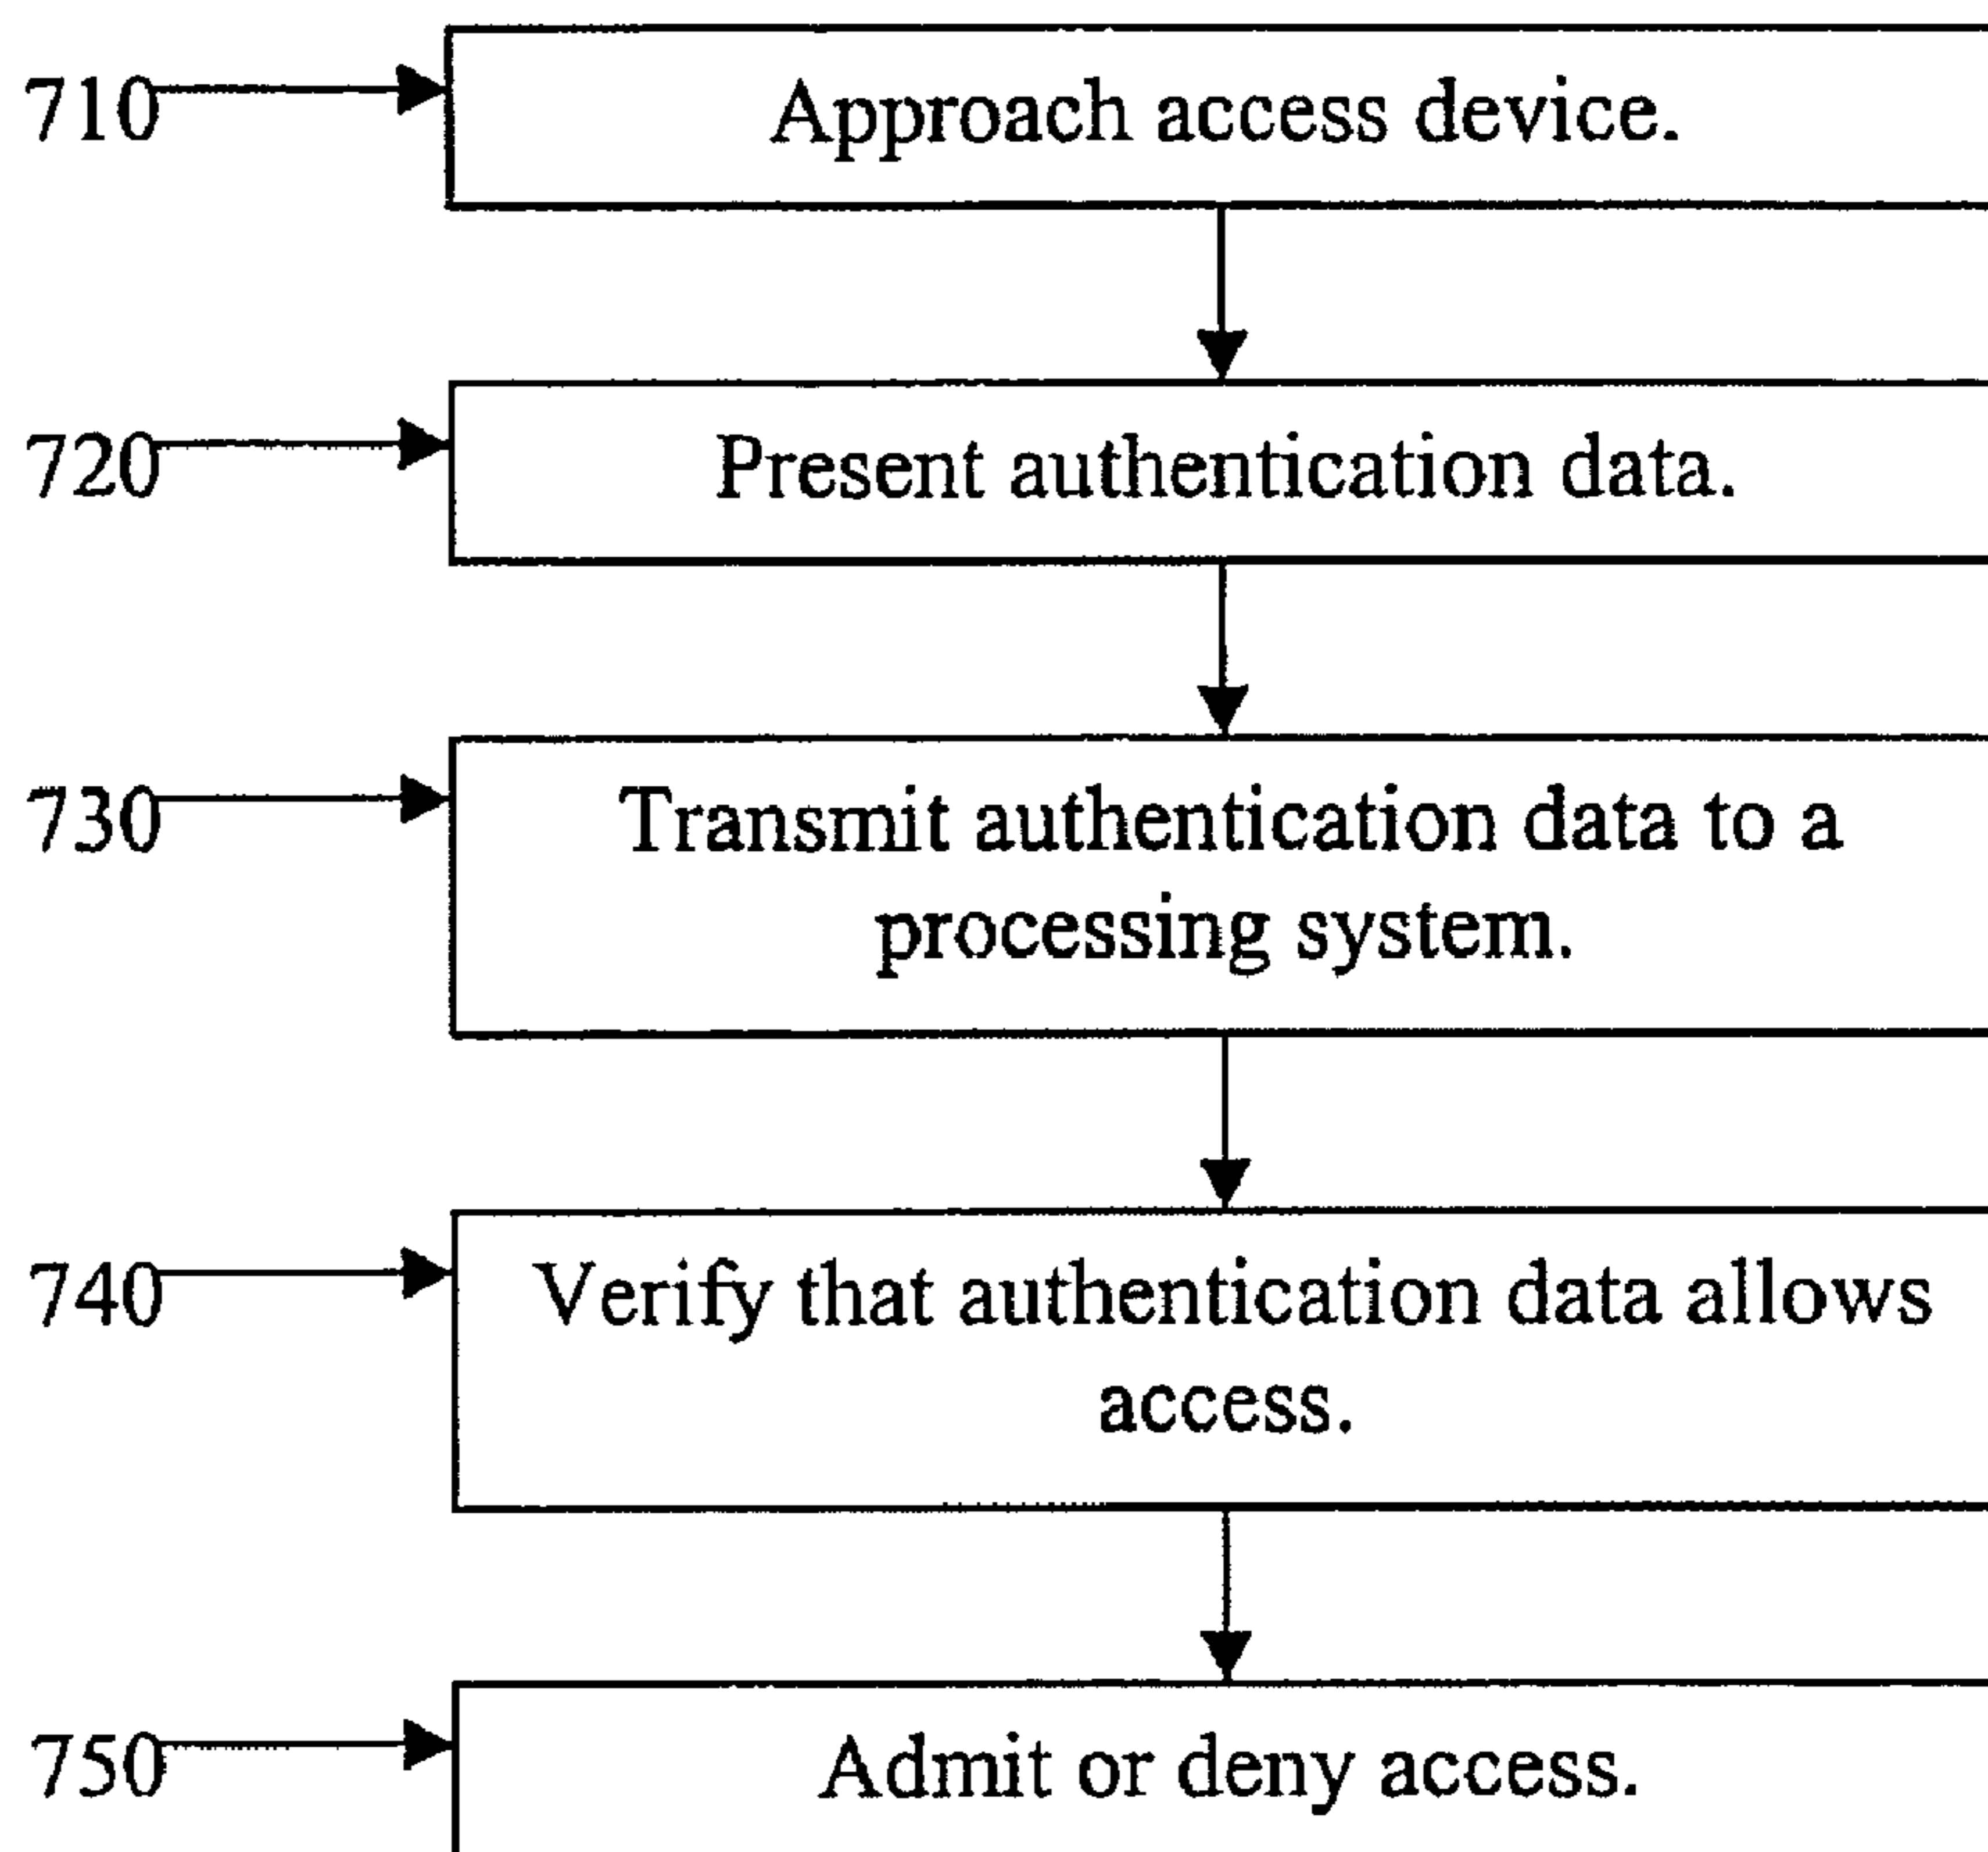 710
Approach access device.
720
Present authentication data.
730
Transmit authentication data to a
processing system.
740
Verify that authentication data allows
access.
750
Admit or deny access.